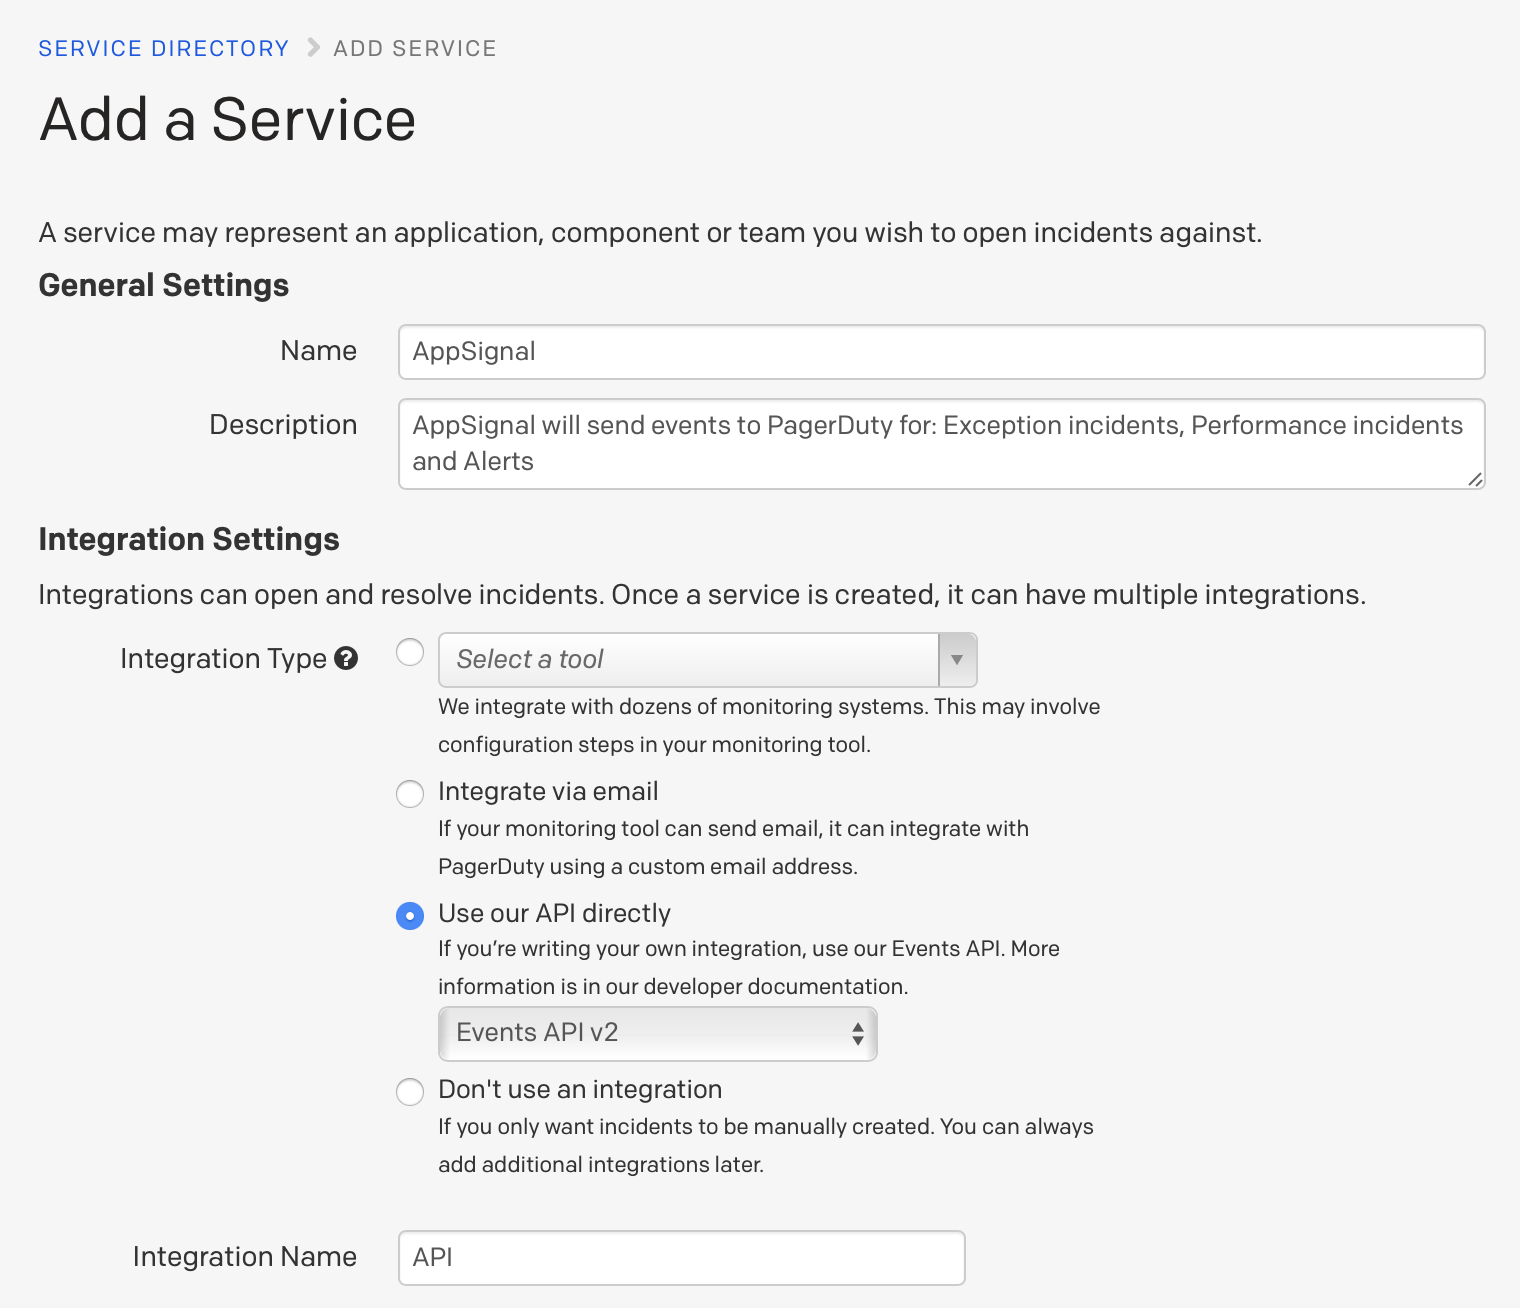 SERVICE DIRECTORY > ADD SERVICE
Add a Service
A service may represent an application, component or team you wish to open incidents against.
General Settings
Name
AppSignal
Description
AppSignal will send events to PagerDuty for: Exception incidents, Performance incidents
and Alerts
Integration Settings
Integrations can open and resolve incidents. Once a service is created, it can have multiple integrations.
Integration Type ?
Select a tool
We integrate with dozens of monitoring systems. This may involve
configuration steps in your monitoring tool.
Integrate via email
If your monitoring tool can send email, it can integrate with
PagerDuty using a custom email address.
Use our API directly
If you’re writing your own integration, use our Events API. More
information is in our developer documentation.
Events API v2
Don't use an integration
If you only want incidents to be manually created. You can always
add additional integrations later.
Integration Name
API